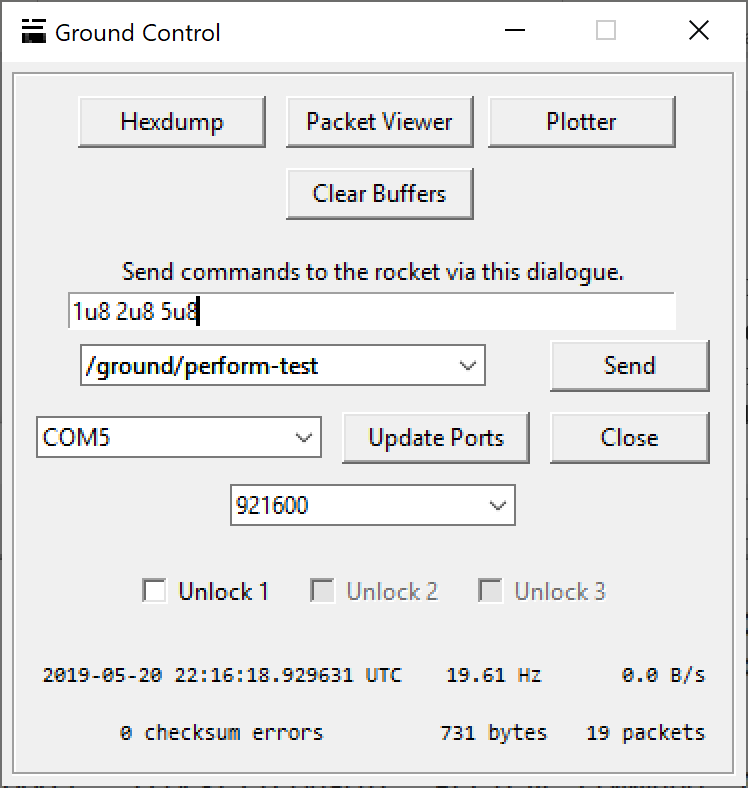 Ground Control
Hexdump Packet Viewer Plotter
Clear Buffers
Send commands to the rocket via this dialogue.
1u8 2u8 5u8
/ground/perform-test Send
COM5 Update Ports Close
921600
Unlock 1 Unlock 2 Unlock 3
2019-05-20 22:16:18.929631 UTC 19.61 Hz 0.0 B/s
0 checksum errors 731 bytes 19 packets